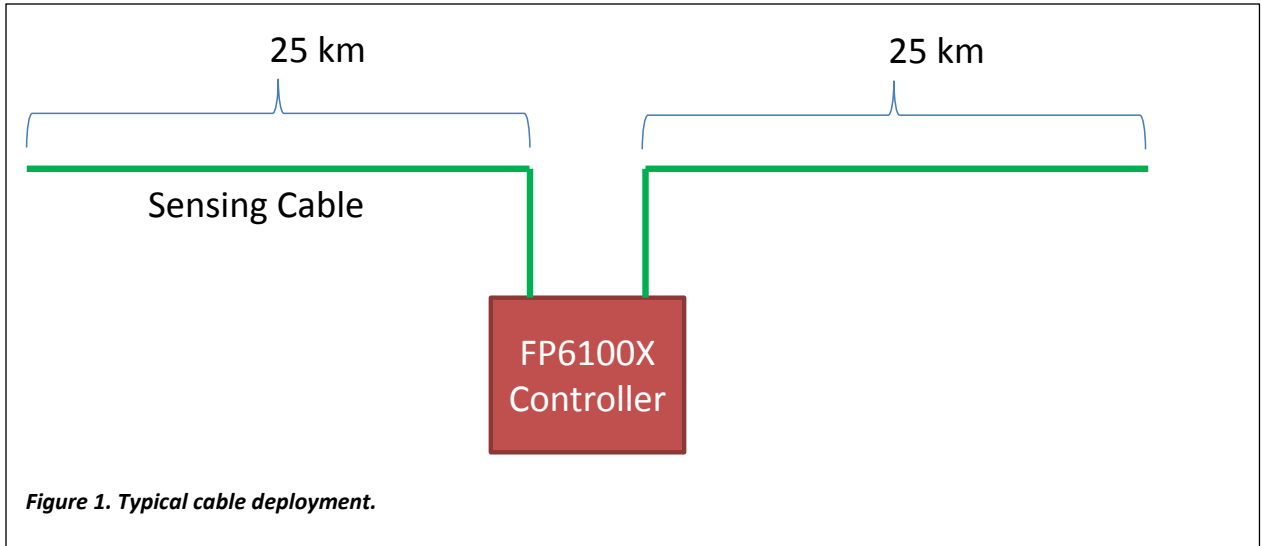 25 km
25 km
Sensing Cable
FP6100X
Controller
Figure 1. Typical cable deployment.